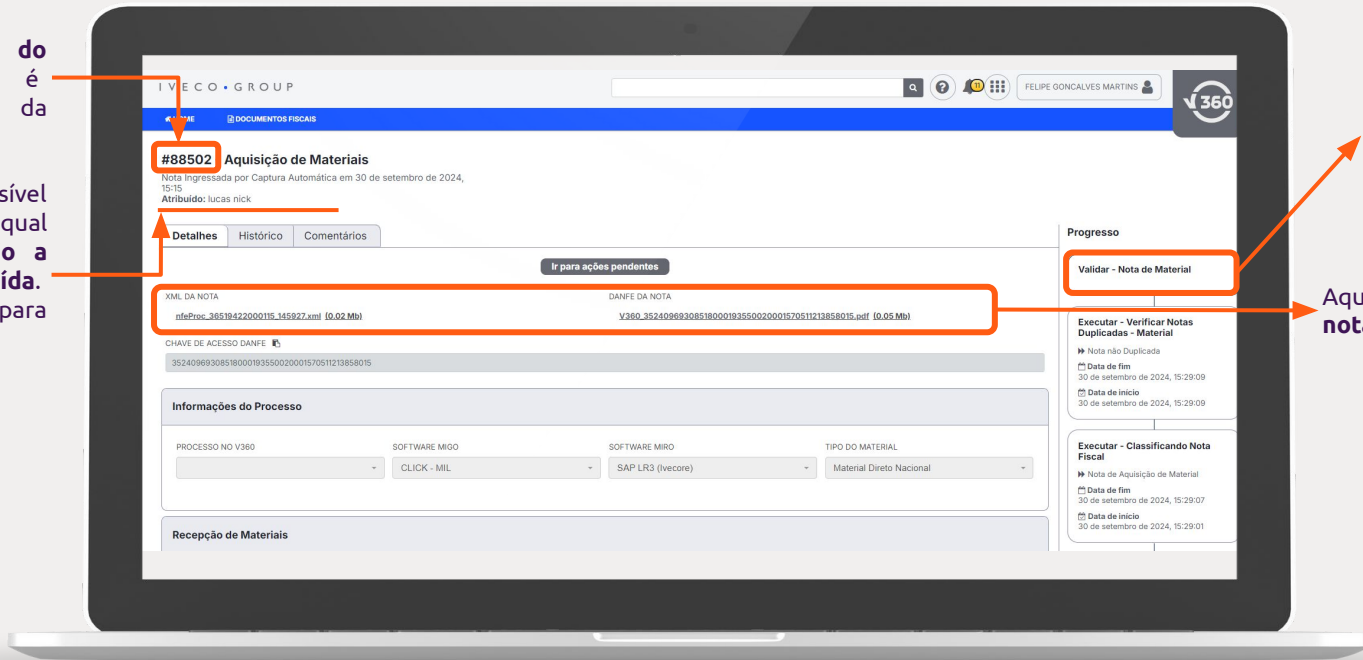 do
é
da
sível
qual
o a
ída.
para
IVECO • GROUP
11
FELIPE GONCALVES MARTINS
360
DOCUMENTOS FISCAIS
#88502
Aquisição de Materiais
Nota Ingressada por Captura Automática em 30 de setembro de 2024,
15:15
Atribuído: lucas nick
Detalhes Histórico Comentários
Ir para ações pendentes
XML DA NOTA
DANFE DA NOTA
nfeProc_36519422000115_145927.xml (0.02 Mb)
V360_35240969308518000193550020001570511213858015.pdf (0.05 Mb)
CHAVE DE ACESSO DANFE
35240969308518000193550020001570511213858015
Informações do Processo
PROCESSO NO V360
SOFTWARE MIGO
SOFTWARE MIRO
TIPO DO MATERIAL
CLICK - MIL
SAP LR3 (Ivecore)
Material Direto Nacional
Recepção de Materiais
Progresso
Validar - Nota de Material
Executar - Verificar Notas
Duplicadas - Material
Nota não Duplicada
Data de fim
30 de setembro de 2024, 15:29:09
Data de início
30 de setembro de 2024, 15:29:09
Executar - Classificando Nota
Fiscal
Nota de Aquisição de Material
Data de fim
30 de setembro de 2024, 15:29:07
Data de início
30 de setembro de 2024, 15:29:01
Aqu
nota